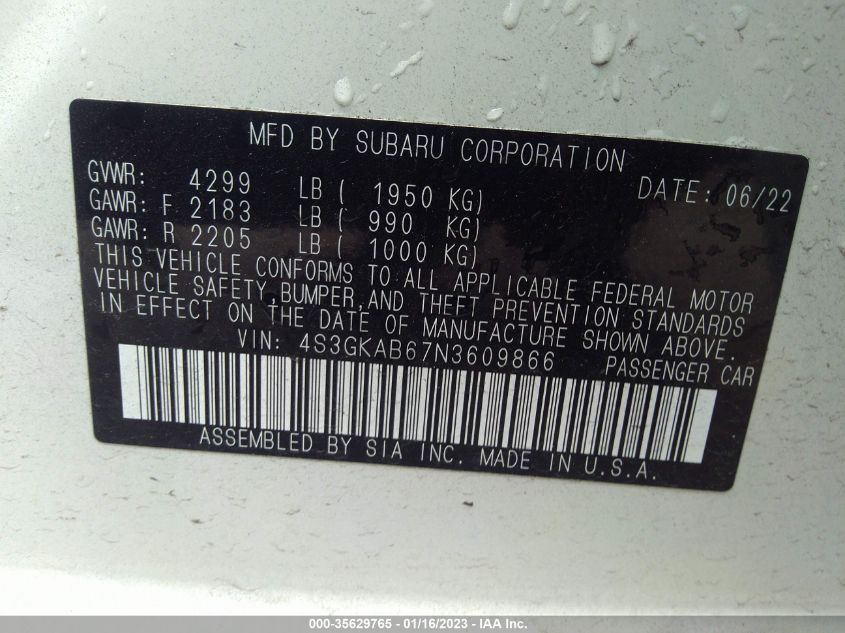 MFD BY SUBARU CORPORATION
GVWR: 4299 LB ( 1950 KG) DATE: 06/22
GAWR: F 2183 LB ( 990 KG)
GAWR: R 2205 LB ( 1000 KG)
THIS VEHICLE CONFORMS TO ALL APPLICABLE FEDERAL MOTOR
VEHICLE SAFETY,BUMPER,AND THEFT PREVENTION STANDARDS
IN EFFECT ON THE DATE OF MANUFACTURE SHOWN ABOVE.
VIN: 4S3GKAB67N3609866 PASSENGER CAR
ASSEMBLED BY SIA INC. MADE IN U.S.A.
000-35629765 - 01/16/2023 - IAA Inc.